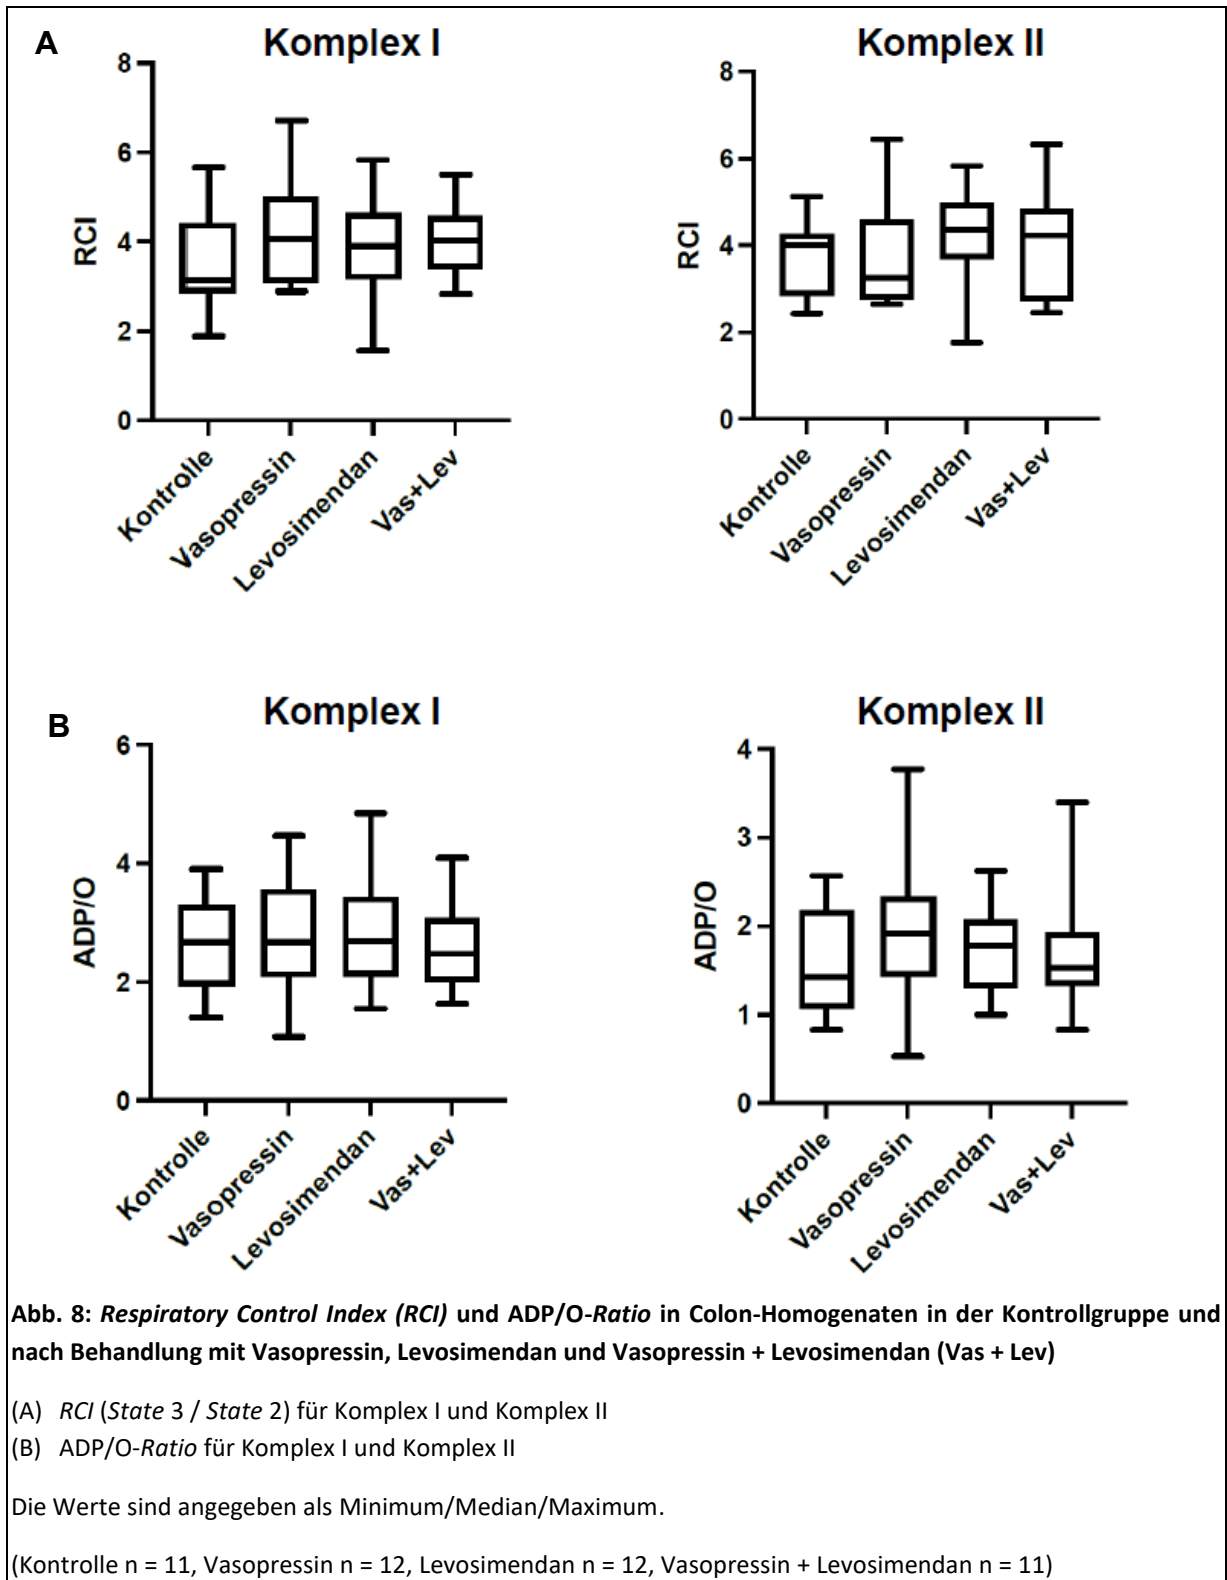 A
Komplex I
Komplex II
8
6
4
2
0
RCI
Kontrolle
Vasopressin
Levosimendan
Vas+Lev
8
6
4
2
0
RCI
Kontrolle
Vasopressin
Levosimendan
Vas+Lev
B
Komplex I
Komplex II
6
4
2
0
ADP/O
Kontrolle
Vasopressin
Levosimendan
Vas+Lev
4
3
2
1
0
ADP/O
Kontrolle
Vasopressin
Levosimendan
Vas+Lev
Abb. 8: Respiratory Control Index (RCI) und ADP/O-Ratio in Colon-Homogenaten in der Kontrollgruppe und
nach Behandlung mit Vasopressin, Levosimendan und Vasopressin + Levosimendan (Vas + Lev)
(A) RCI (State 3 / State 2) für Komplex I und Komplex II
(B) ADP/O-Ratio für Komplex I und Komplex II
Die Werte sind angegeben als Minimum/Median/Maximum.
(Kontrolle n = 11, Vasopressin n = 12, Levosimendan n = 12, Vasopressin + Levosimendan n = 11)